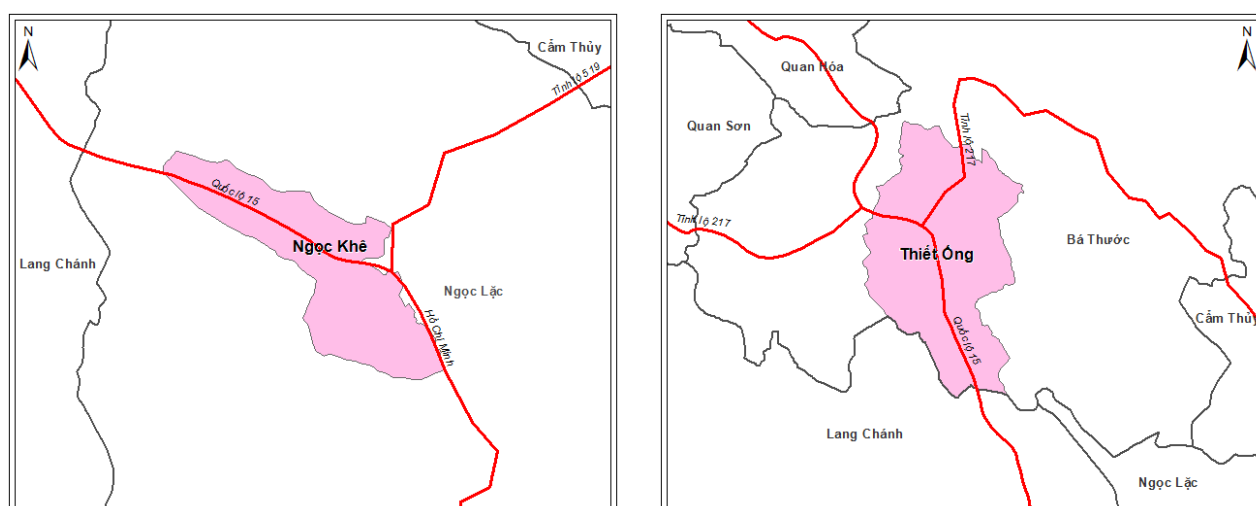 N
Cẩm Thủy
Tỉnh lộ 519
Quốc lộ 15
Ngọc Khê
Lang Chánh
Ngọc Lặc
Hồ Chí Minh
N
Quan Hóa
Quan Sơn
Tỉnh lộ 217
Tỉnh lộ 217
Bá Thước
Thiết Ống
Cẩm Thủy
Quốc lộ 15
Lang Chánh
Ngọc Lặc